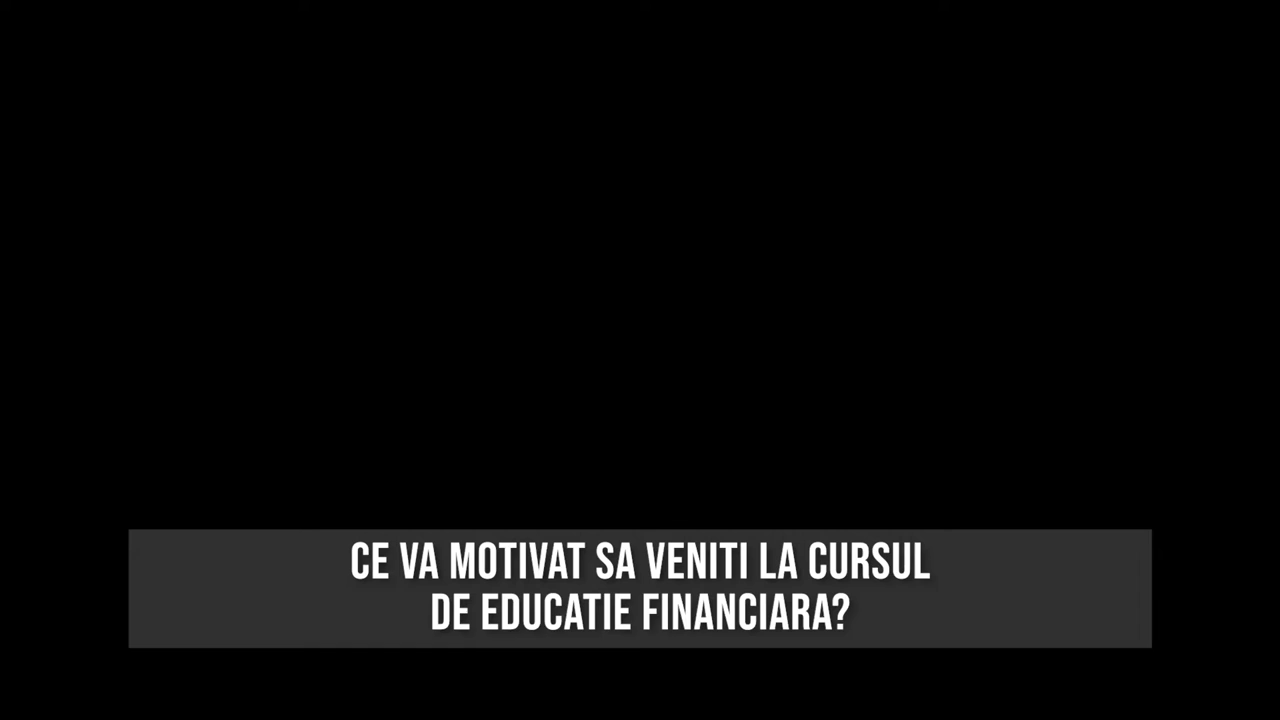 CE VA MOTIVAT SA VENITI LA CURSUL
DE EDUCATIE FINANCIARA?